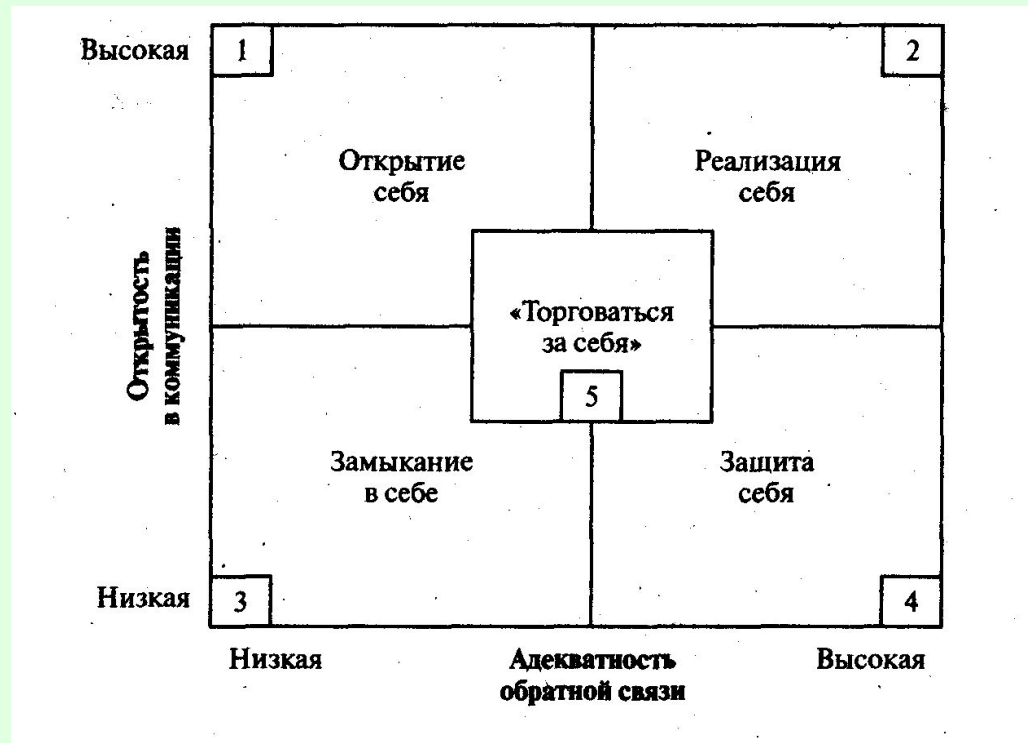 Высокая
1
2
Открытие
себя
Реализация
себя
Открытость
в коммуникации
«Торговаться
за себя»
5
Замыкание
в себе
Защита
себя
Низкая
3
4
Низкая
Адекватность
обратной связи
Высокая